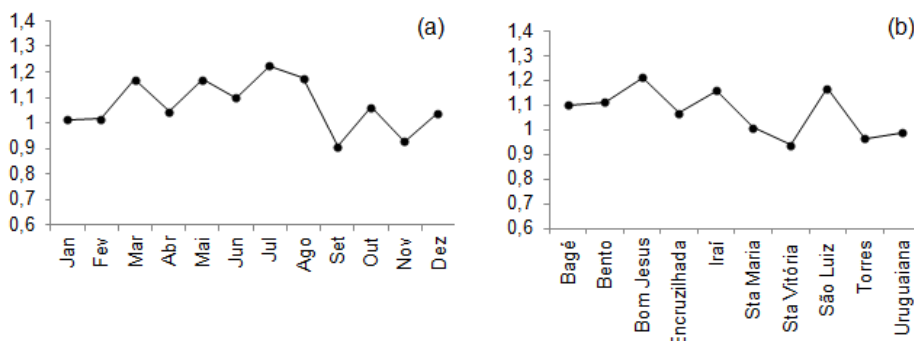 (a)
1,4
1,3
1,2
1,1
1
0,9
0,8
0,7
0,6
Jan
Fev
Mar
Abr
Mai
Jun
Jul
Ago
Set
Out
Nov
Dez
(b)
1,4
1,3
1,2
1,1
1
0,9
0,8
0,7
0,6
Bagé
Bento
Bom Jesus
Encruzilhada
Iraí
Sta Maria
Sta Vitória
São Luiz
Torres
Uruguaiana